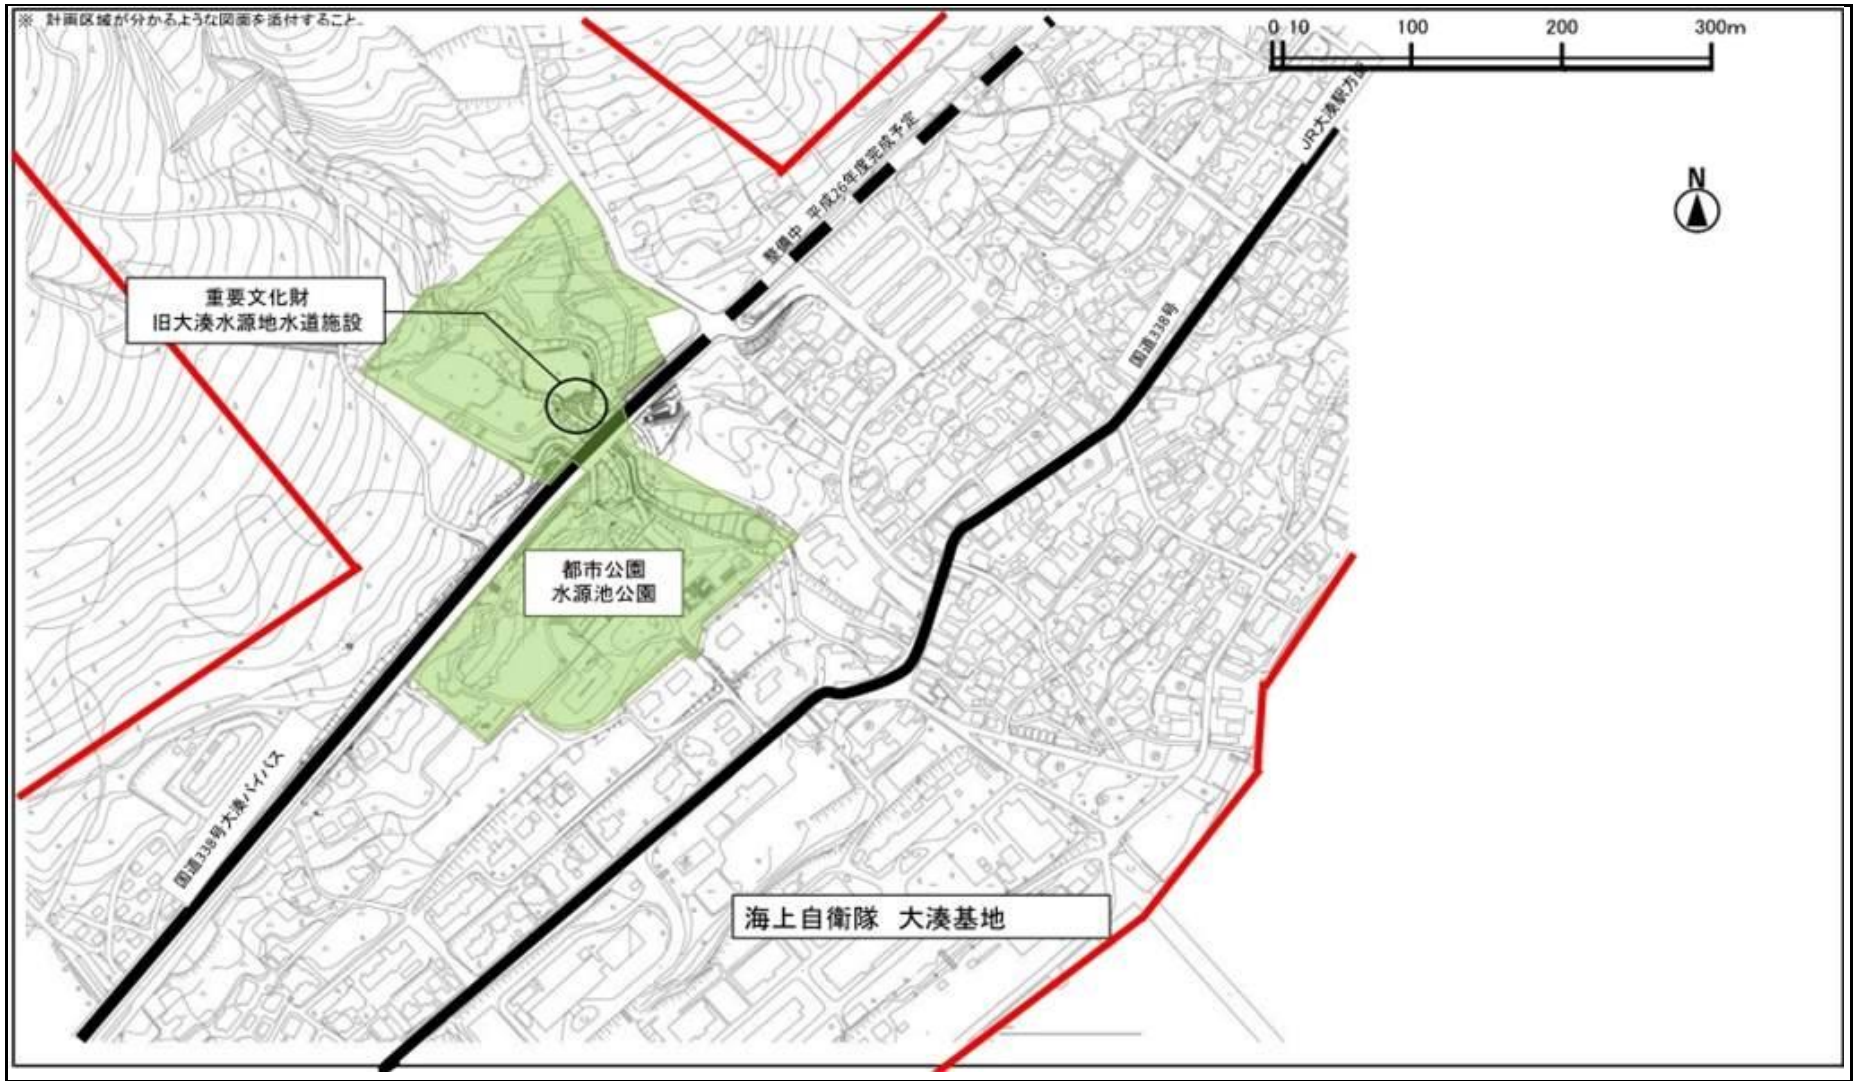 ※ 計画区域が分かるような図面を添付すること。
0 10 100 200 300m
JR大湊駅方面
N
整備中 平成26年度完成予定
重要文化財
旧大湊水源地水道施設
国道338号
都市公園
水源池公園
国道338号大湊バイパス
海上自衛隊 大湊基地